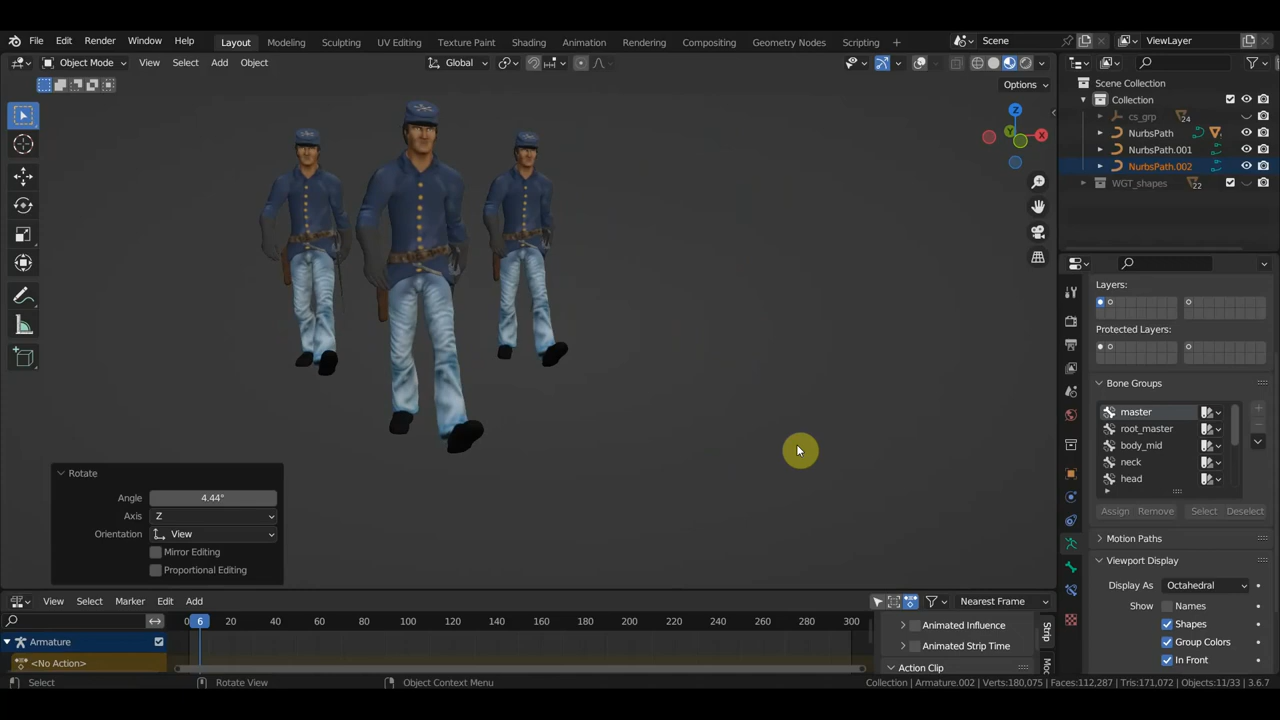 File Edit Render Window Help
Layout Modeling Sculpting UV Editing Texture Paint Shading Animation Rendering Compositing Geometry Nodes Scripting +
Scene ViewLayer
Object Mode View Select Add Object
Global
Options
Z
Y
X
Scene Collection
Collection
cs_grp 24
NurbsPath
NurbsPath.001
NurbsPath.002
WGT_shapes 22
Layers:
Protected Layers:
Bone Groups
master
root_master
body_mid
neck
head
Assign Remove Select Deselect
Motion Paths
Viewport Display
Display As Octahedral
Show Names
Shapes
Group Colors
In Front
Rotate
Angle 4.44°
Axis Z
Orientation View
Mirror Editing
Proportional Editing
View Select Marker Edit Add
Nearest Frame
0 6 20 40 60 80 100 120 140 160 180 200 220 240 260 280 300
Armature
<No Action>
Animated Influence
Animated Strip Time
Action Clip
Strip
Select Rotate View Object Context Menu
Collection | Armature.002 | Verts:180,075 | Faces:112,287 | Tris:171,072 | Objects:11/33 | 3.6.7